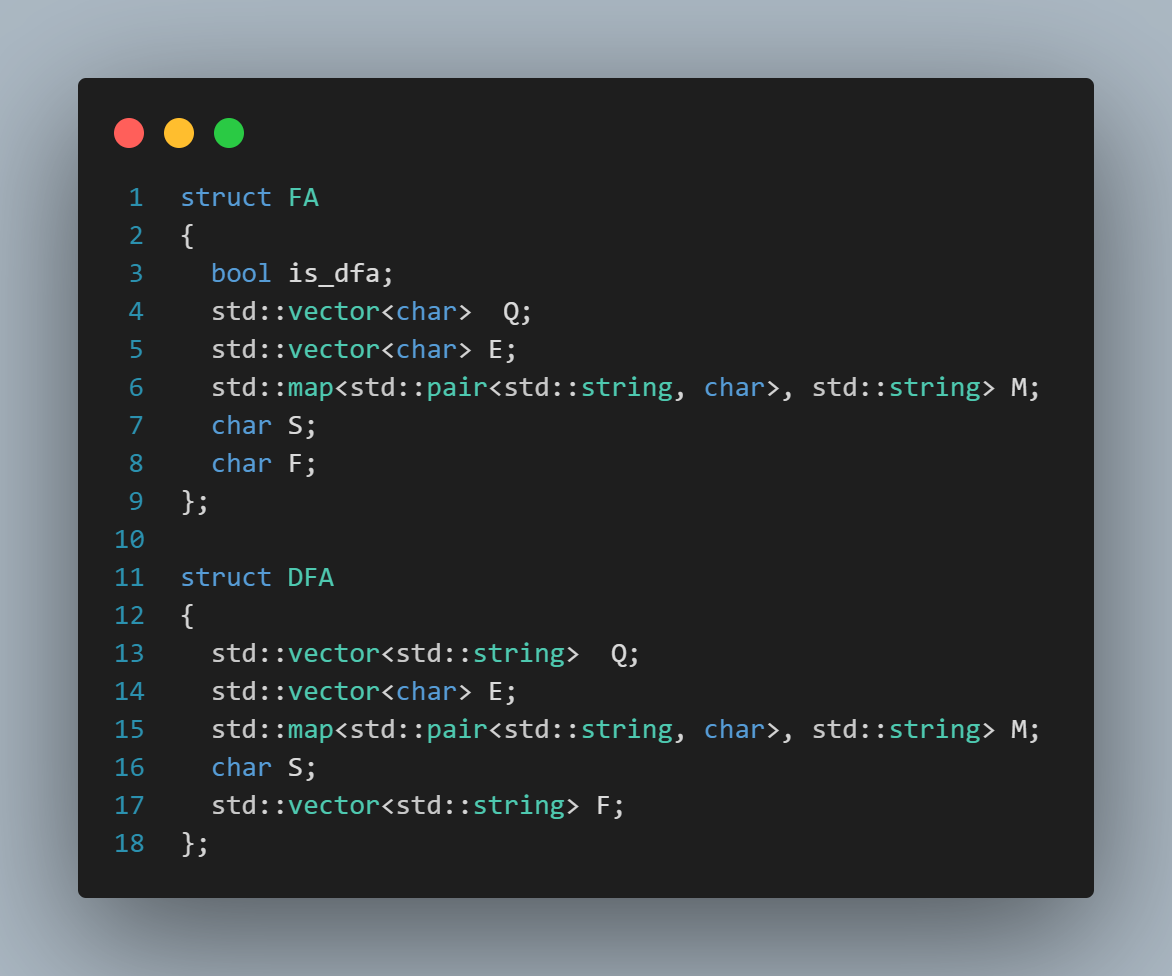 1 struct FA
2 {
3   bool is_dfa;
4   std::vector<char>  Q;
5   std::vector<char> E;
6   std::map<std::pair<std::string, char>, std::string> M;
7   char S;
8   char F;
9 };
10
11 struct DFA
12 {
13   std::vector<std::string>  Q;
14   std::vector<char> E;
15   std::map<std::pair<std::string, char>, std::string> M;
16   char S;
17   std::vector<std::string> F;
18 };